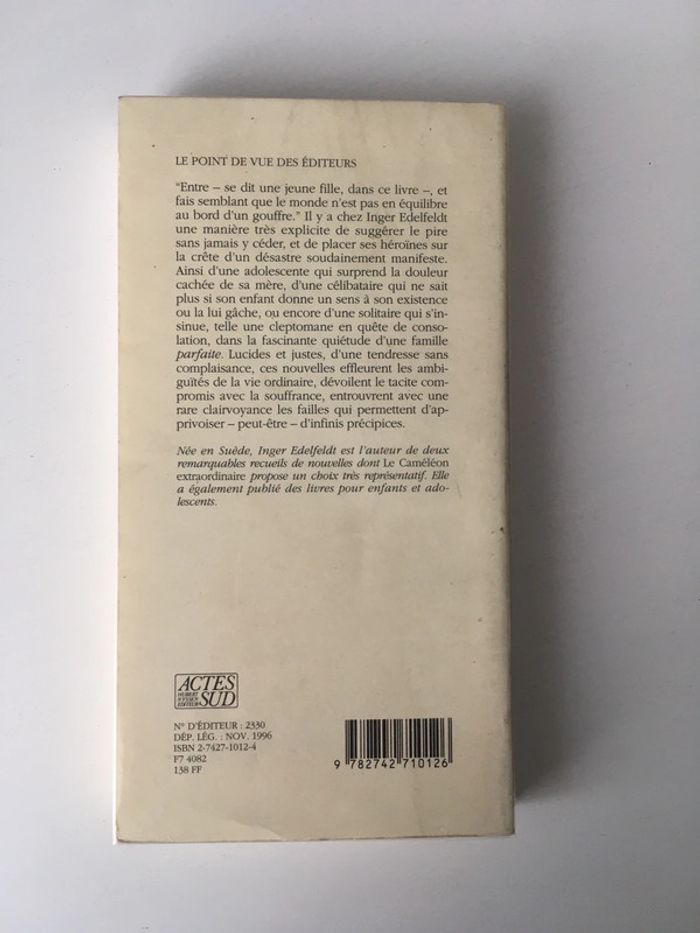 LE POINT DE VUE DES ÉDITEURS
"Entre – se dit une jeune fille, dans ce livre –, et
fais semblant que le monde n'est pas en équilibre
au bord d'un gouffre." Il y a chez Inger Edelfeldt
une manière très explicite de suggérer le pire
sans jamais y céder, et de placer ses héroïnes sur
la crête d'un désastre soudainement manifeste.
Ainsi d'une adolescente qui surprend la douleur
cachée de sa mère, d'une célibataire qui ne sait
plus si son enfant donne un sens à son existence
ou la lui gâche, ou encore d'une solitaire qui s'in-
sinue, telle une cleptomane en quête de conso-
lation, dans la fascinante quiétude d'une famille
parfaite. Lucides et justes, d'une tendresse sans
complaisance, ces nouvelles effleurent les ambi-
guïtés de la vie ordinaire, dévoilent le tacite com-
promis avec la souffrance, entrouvrent avec une
rare clairvoyance les failles qui permettent d'ap-
privoiser – peut-être – d'infinis précipices.
Née en Suède, Inger Edelfeldt est l'auteur de deux
remarquables recueils de nouvelles dont Le Caméléon
extraordinaire propose un choix très représentatif. Elle
a également publié des livres pour enfants et ado-
lescents.
ACTES
HUBERT
NYSSEN
ÉDITEUR
SUD
N° D'ÉDITEUR : 2330
DÉP. LÉG. : NOV. 1996
ISBN 2-7427-1012-4
F7 4082
138 FF
9 782742 710126